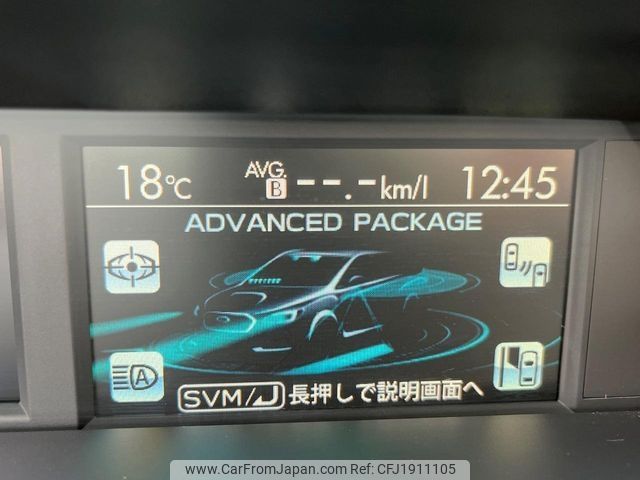 18℃ AVG. B --.-km/l 12:45
ADVANCED PACKAGE
A
SVM/ 長押しで説明画面へ
www.CarFromJapan.com | Ref. ID: CFJ1911105